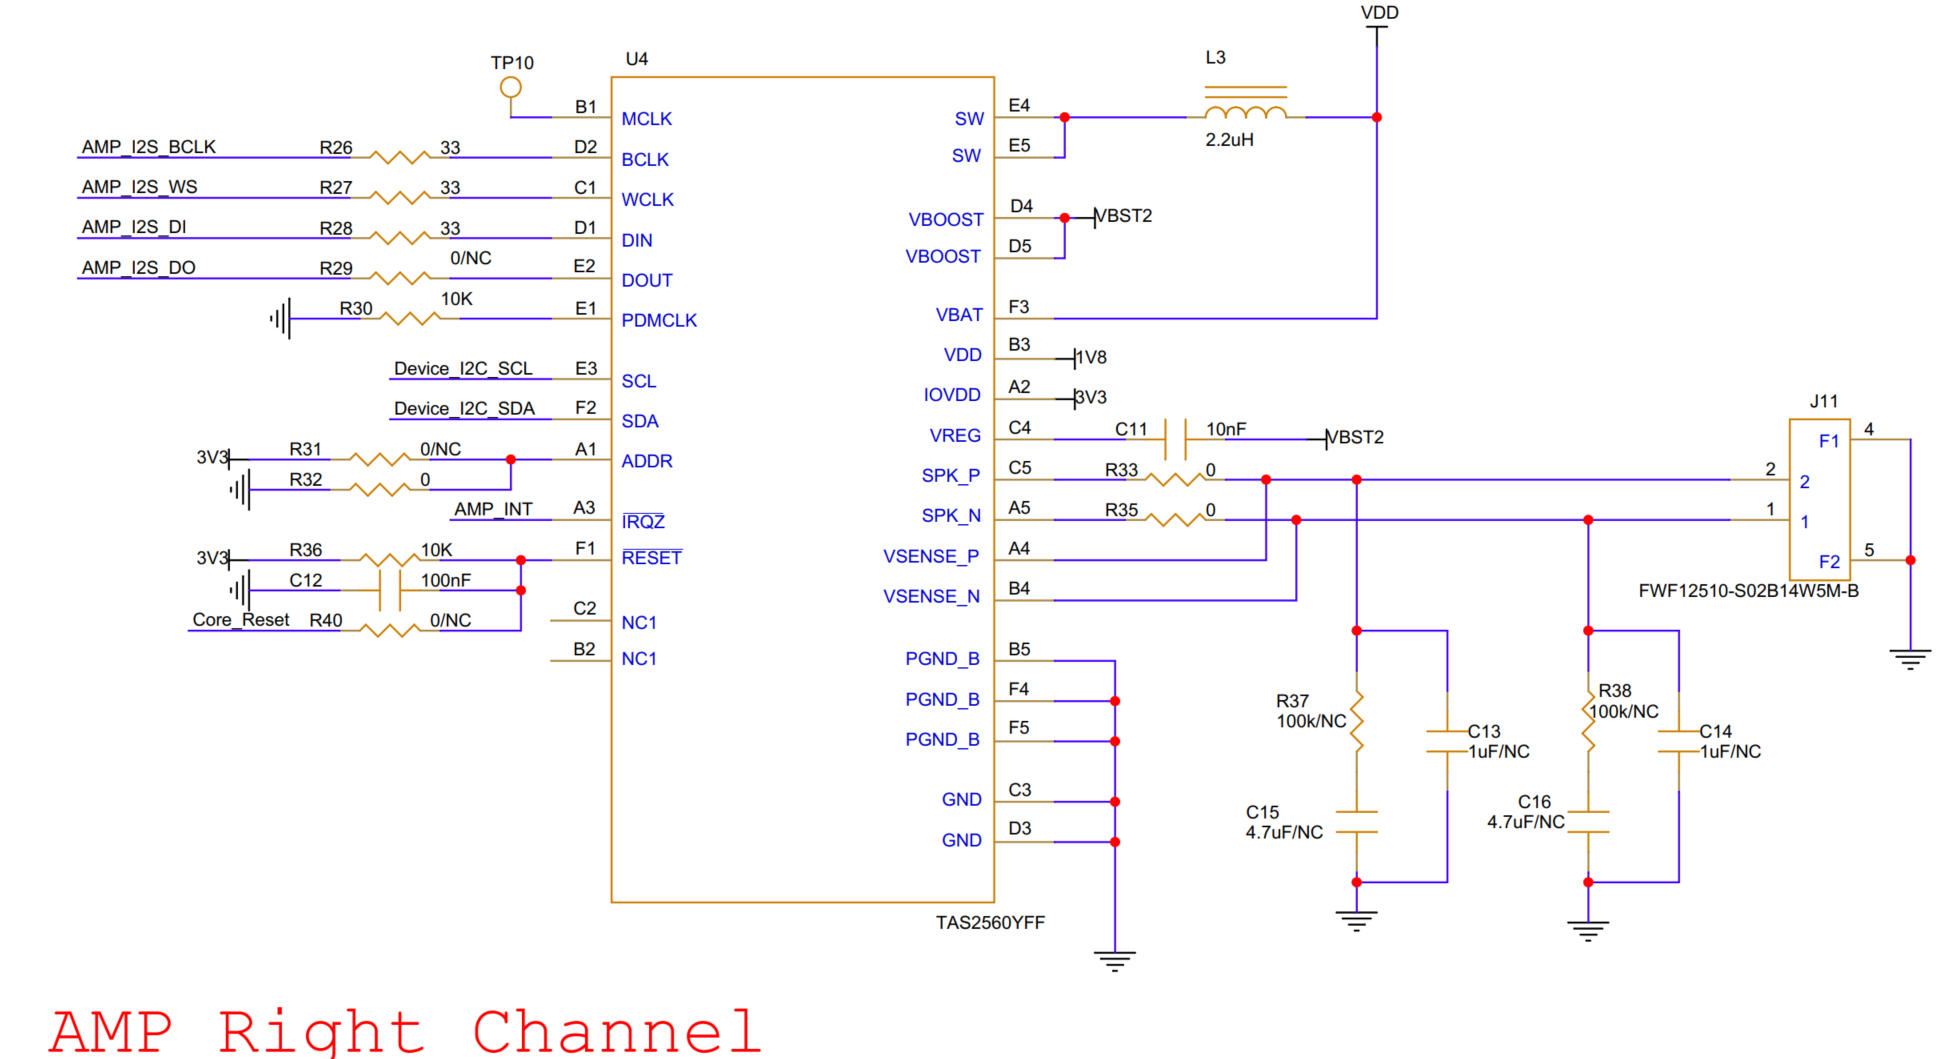 VDD
TP10
U4
L3
2.2uH
B1 MCLK
AMP_I2S_BCLK R26 33 D2 BCLK
AMP_I2S_WS R27 33 C1 WCLK
AMP_I2S_DI R28 33 D1 DIN
AMP_I2S_DO R29 0/NC E2 DOUT
R30 10K E1 PDMCLK
Device_I2C_SCL E3 SCL
Device_I2C_SDA F2 SDA
3V3 R31 0/NC A1 ADDR
R32 0
AMP_INT A3 IRQZ
3V3 R36 10K F1 RESET
C12 100nF
Core_Reset R40 0/NC
C2 NC1
B2 NC1
SW E4
SW E5
VBOOST D4 VBST2
VBOOST D5
VBAT F3
VDD B3 1V8
IOVDD A2 3V3
VREG C4 C11 10nF VBST2
SPK_P C5 R33 0
SPK_N A5 R35 0
VSENSE_P A4
VSENSE_N B4
PGND_B B5
PGND_B F4
PGND_B F5
GND C3
GND D3
TAS2560YFF
J11
F1 4
2 2
1 1
F2 5
FWF12510-S02B14W5M-B
R37
100k/NC
C13
1uF/NC
C15
4.7uF/NC
R38
100k/NC
C14
1uF/NC
C16
4.7uF/NC
AMP Right Channel